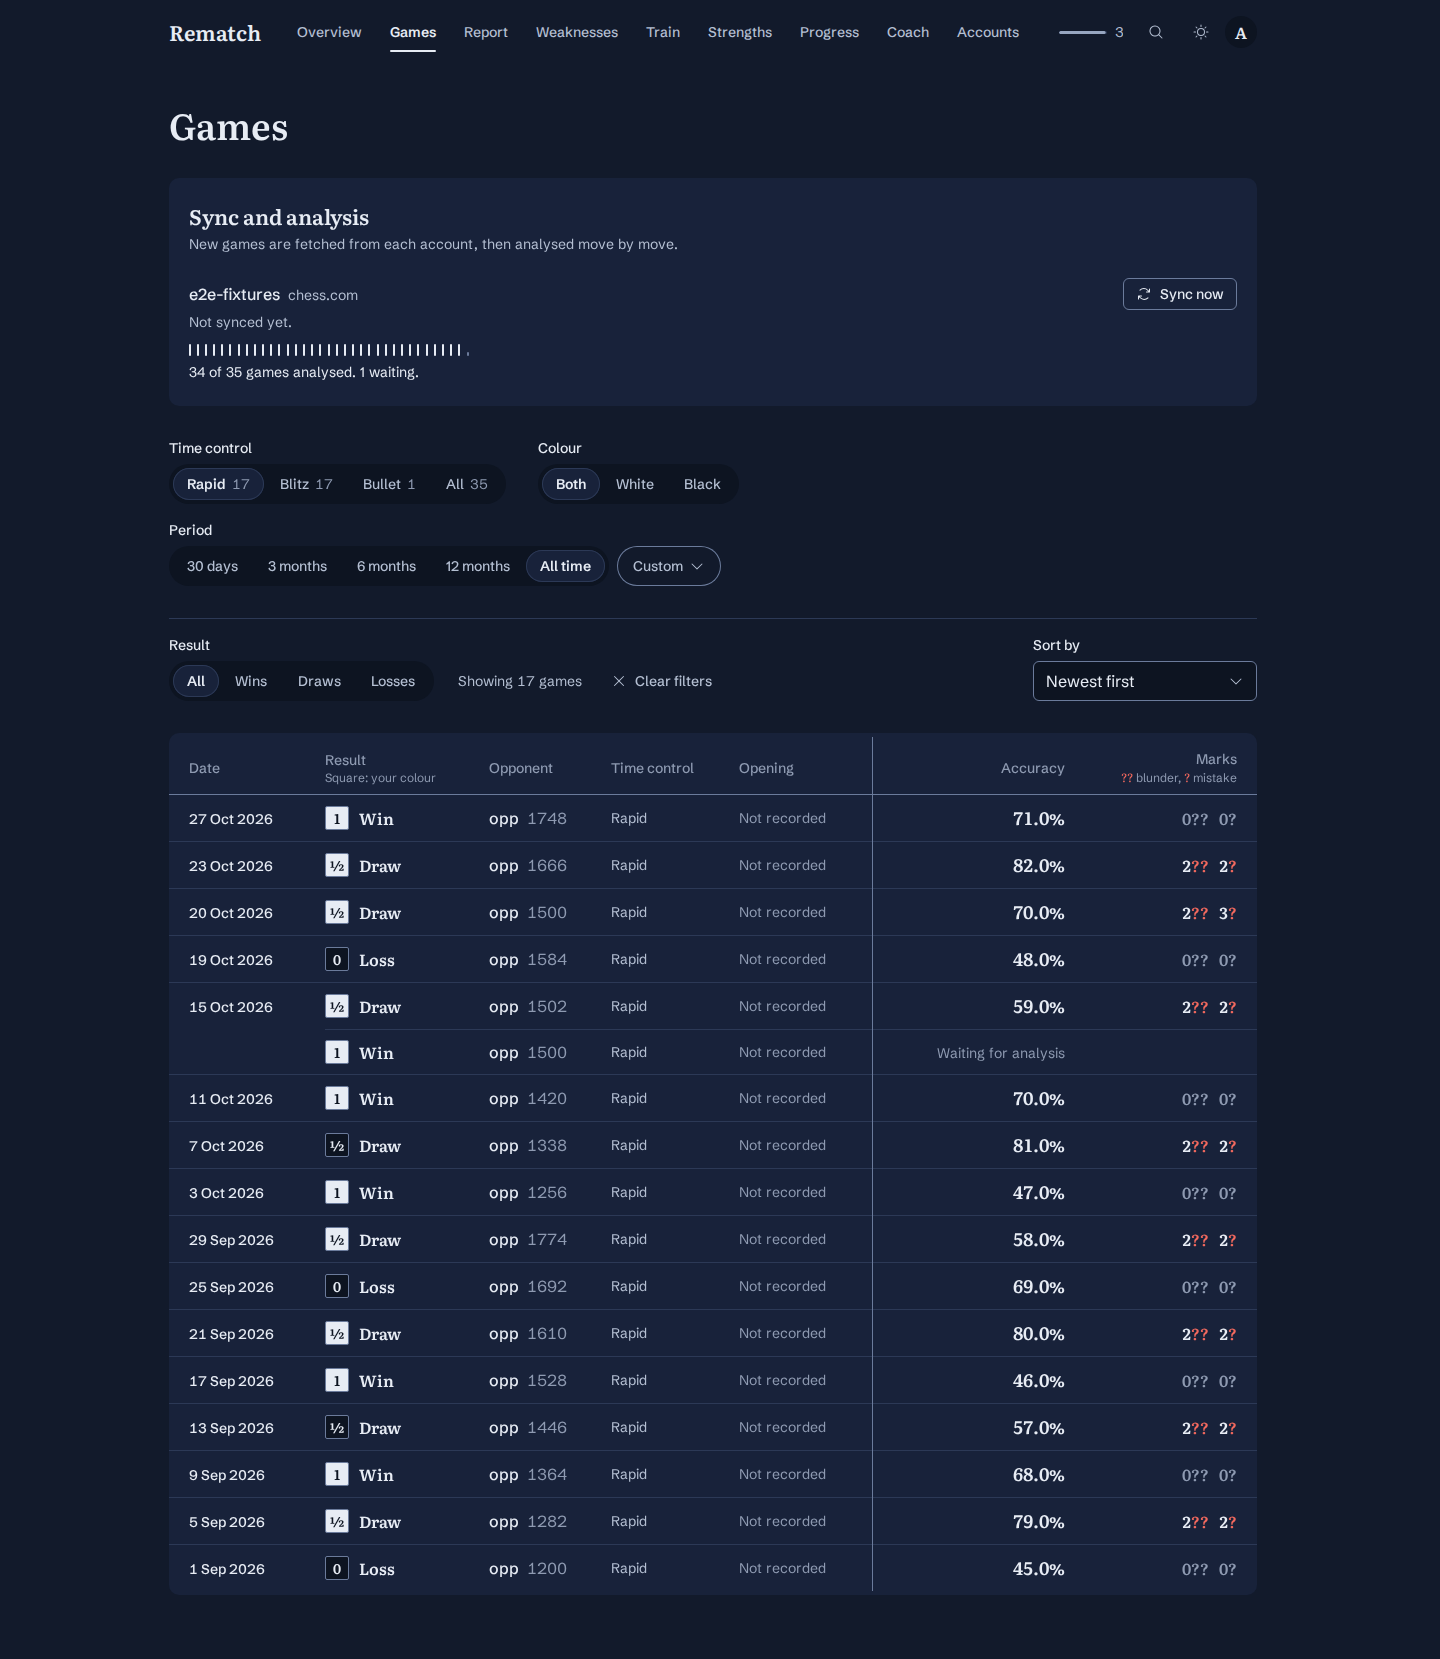 Rematch Overview Games Report Weaknesses Train Strengths Progress Coach Accounts 3 A
Games
Sync and analysis
New games are fetched from each account, then analysed move by move.
e2e-fixtures chess.com Sync now
Not synced yet.
34 of 35 games analysed. 1 waiting.
Time control Colour
Rapid 17 Blitz 17 Bullet 1 All 35 Both White Black
Period
30 days 3 months 6 months 12 months All time Custom
Result Sort by
All Wins Draws Losses Showing 17 games Clear filters Newest first
Date Result Opponent Time control Opening Accuracy Marks
Square: your colour ?? blunder, ? mistake
27 Oct 2026 1 Win opp 1748 Rapid Not recorded 71.0% 0?? 0?
23 Oct 2026 ½ Draw opp 1666 Rapid Not recorded 82.0% 2?? 2?
20 Oct 2026 ½ Draw opp 1500 Rapid Not recorded 70.0% 2?? 3?
19 Oct 2026 0 Loss opp 1584 Rapid Not recorded 48.0% 0?? 0?
15 Oct 2026 ½ Draw opp 1502 Rapid Not recorded 59.0% 2?? 2?
1 Win opp 1500 Rapid Not recorded Waiting for analysis
11 Oct 2026 1 Win opp 1420 Rapid Not recorded 70.0% 0?? 0?
7 Oct 2026 ½ Draw opp 1338 Rapid Not recorded 81.0% 2?? 2?
3 Oct 2026 1 Win opp 1256 Rapid Not recorded 47.0% 0?? 0?
29 Sep 2026 ½ Draw opp 1774 Rapid Not recorded 58.0% 2?? 2?
25 Sep 2026 0 Loss opp 1692 Rapid Not recorded 69.0% 0?? 0?
21 Sep 2026 ½ Draw opp 1610 Rapid Not recorded 80.0% 2?? 2?
17 Sep 2026 1 Win opp 1528 Rapid Not recorded 46.0% 0?? 0?
13 Sep 2026 ½ Draw opp 1446 Rapid Not recorded 57.0% 2?? 2?
9 Sep 2026 1 Win opp 1364 Rapid Not recorded 68.0% 0?? 0?
5 Sep 2026 ½ Draw opp 1282 Rapid Not recorded 79.0% 2?? 2?
1 Sep 2026 0 Loss opp 1200 Rapid Not recorded 45.0% 0?? 0?